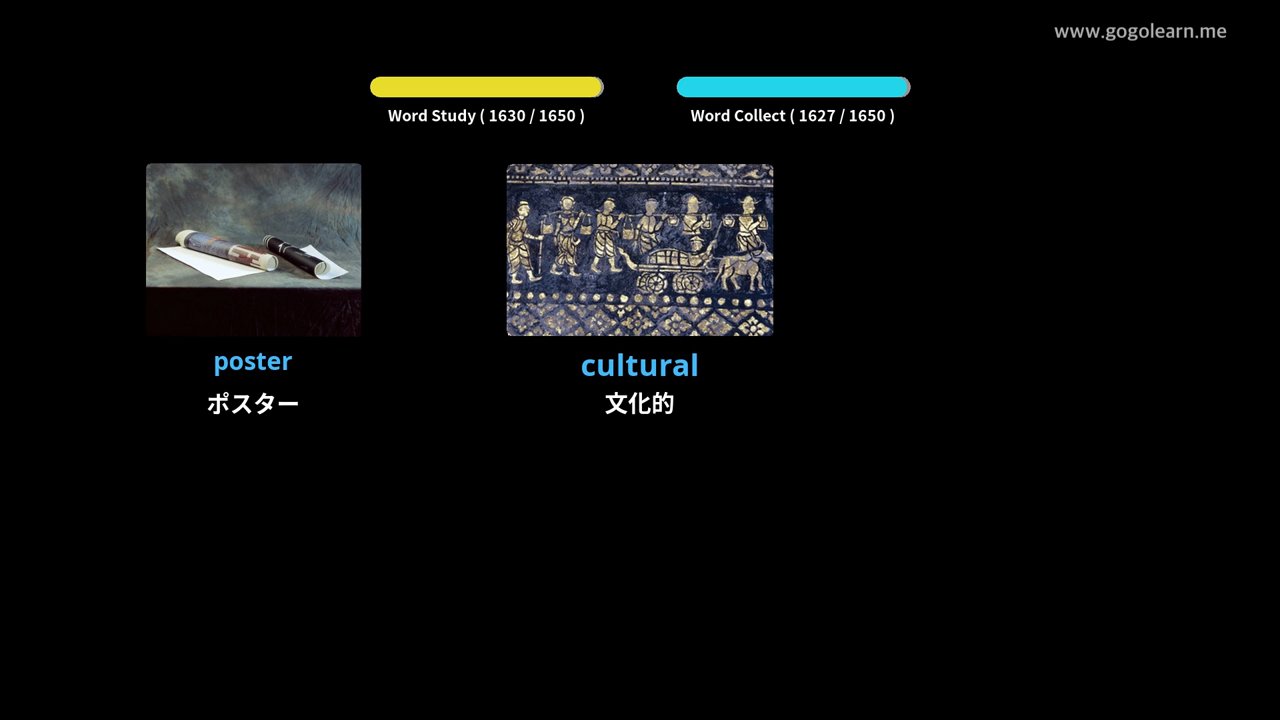 www.gogolearn.me
Word Study ( 1630 / 1650 )
Word Collect ( 1627 / 1650 )
poster
ポスター
cultural
文化的